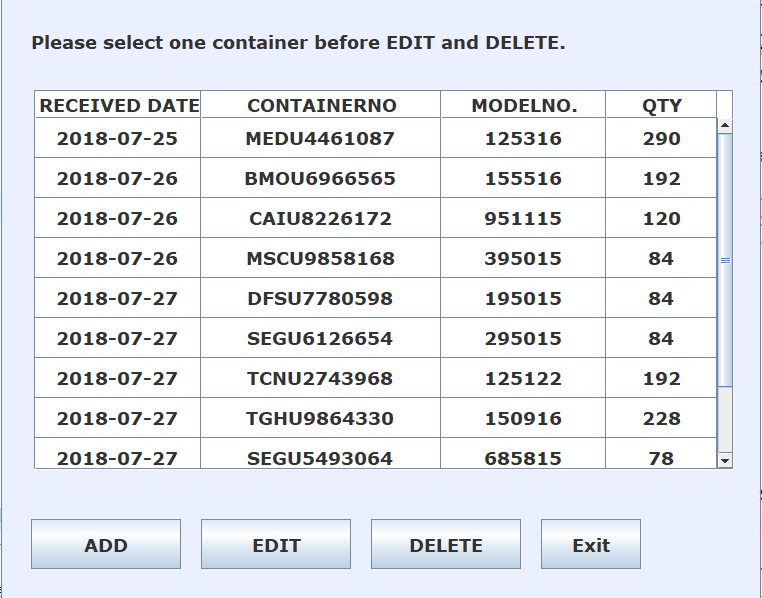 Please select one container before EDIT and DELETE.
RECEIVED DATE CONTAINERNO MODELNO. QTY
2018-07-25 MEDU4461087 125316 290
2018-07-26 BMOU6966565 155516 192
2018-07-26 CAIU8226172 951115 120
2018-07-26 MSCU9858168 395015 84
2018-07-27 DFSU7780598 195015 84
2018-07-27 SEGU6126654 295015 84
2018-07-27 TCNU2743968 125122 192
2018-07-27 TGHU9864330 150916 228
2018-07-27 SEGU5493064 685815 78
ADD EDIT DELETE Exit